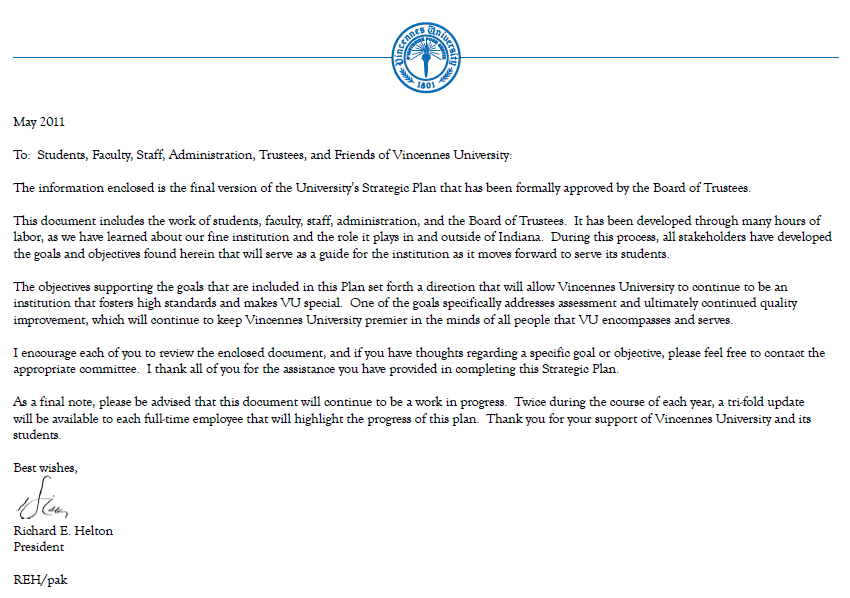 Vincennes University
1801
May 2011
To:  Students, Faculty, Staff, Administration, Trustees, and Friends of Vincennes University:
The information enclosed is the final version of the University's Strategic Plan that has been formally approved by the Board of Trustees.
This document includes the work of students, faculty, staff, administration, and the Board of Trustees.  It has been developed through many hours of
labor, as we have learned about our fine institution and the role it plays in and outside of Indiana.  During this process, all stakeholders have developed
the goals and objectives found herein that will serve as a guide for the institution as it moves forward to serve its students.
The objectives supporting the goals that are included in this Plan set forth a direction that will allow Vincennes University to continue to be an
institution that fosters high standards and makes VU special.  One of the goals specifically addresses assessment and ultimately continued quality
improvement, which will continue to keep Vincennes University premier in the minds of all people that VU encompasses and serves.
I encourage each of you to review the enclosed document, and if you have thoughts regarding a specific goal or objective, please feel free to contact the
appropriate committee.  I thank all of you for the assistance you have provided in completing this Strategic Plan.
As a final note, please be advised that this document will continue to be a work in progress.  Twice during the course of each year, a tri-fold update
will be available to each full-time employee that will highlight the progress of this plan.  Thank you for your support of Vincennes University and its
students.
Best wishes,
Richard E. Helton
President
REH/pak